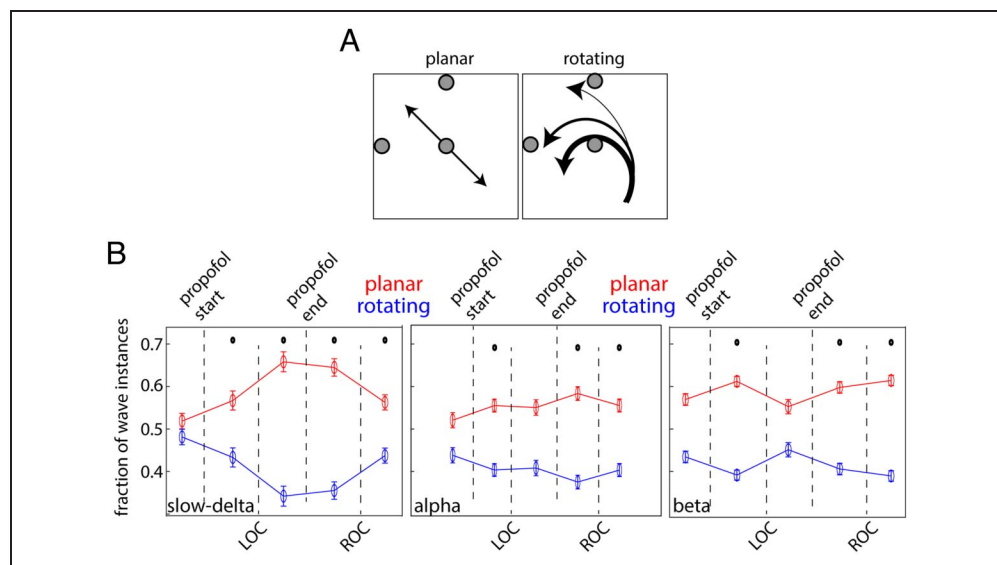 A
planar
rotating
B
propofol
start
propofol
end
planar
rotating
propofol
start
propofol
end
planar
rotating
propofol
start
propofol
end
fraction of wave instances
0.7
0.6
0.5
0.4
slow-delta
alpha
beta
LOC
ROC
LOC
ROC
LOC
ROC